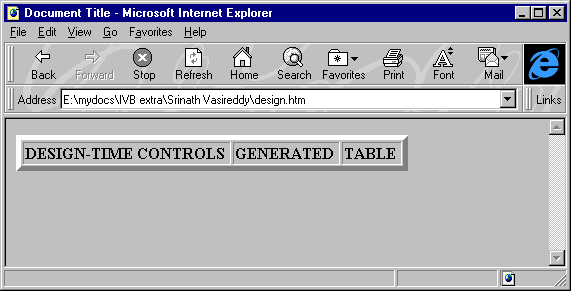 Document Title - Microsoft Internet Explorer
File Edit View Go Favorites Help
Back Forward Stop Refresh Home Search Favorites Print Font Mail
Address E:\mydocs\IVB extra\Srinath Vasireddy\design.htm Links
DESIGN-TIME CONTROLS GENERATED TABLE